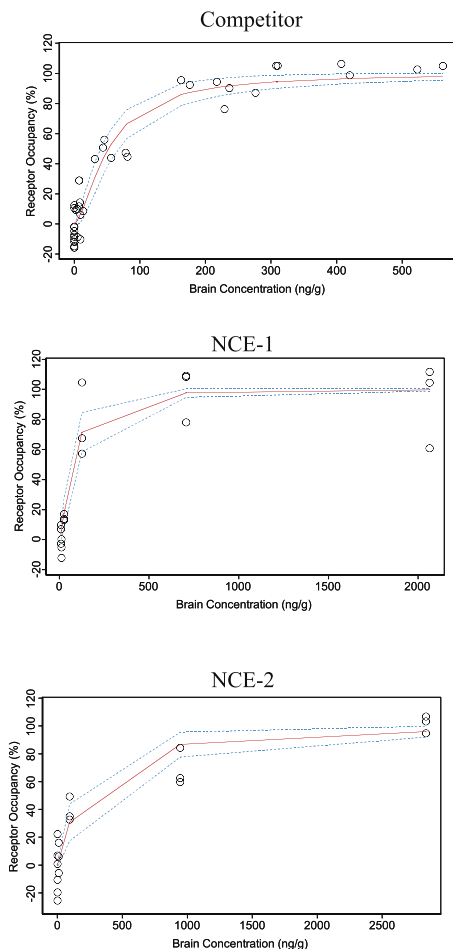 Competitor
Receptor Occupancy (%)
-20 0 20 40 60 80 100 120
0 100 200 300 400 500
Brain Concentration (ng/g)
NCE-1
Receptor Occupancy (%)
-20 0 20 40 60 80 100 120
0 500 1000 1500 2000
Brain Concentration (ng/g)
NCE-2
Receptor Occupancy (%)
-20 0 20 40 60 80 100 120
0 500 1000 1500 2000 2500
Brain Concentration (ng/g)